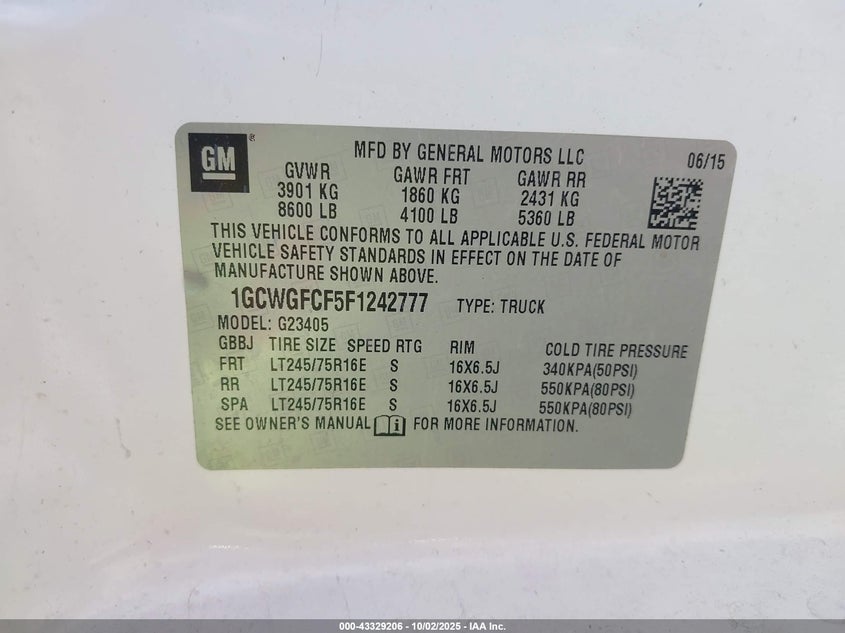 GM ®
MFD BY GENERAL MOTORS LLC 06/15
GVWR GAWR FRT GAWR RR
3901 KG 1860 KG 2431 KG
8600 LB 4100 LB 5360 LB
THIS VEHICLE CONFORMS TO ALL APPLICABLE U.S. FEDERAL MOTOR
VEHICLE SAFETY STANDARDS IN EFFECT ON THE DATE OF
MANUFACTURE SHOWN ABOVE.
1GCWGFCF5F1242777 TYPE: TRUCK
MODEL: G23405
GBBJ TIRE SIZE SPEED RTG RIM COLD TIRE PRESSURE
FRT LT245/75R16E S 16X6.5J 340KPA(50PSI)
RR LT245/75R16E S 16X6.5J 550KPA(80PSI)
SPA LT245/75R16E S 16X6.5J 550KPA(80PSI)
SEE OWNER'S MANUAL i FOR MORE INFORMATION.
000-43329206 - 10/02/2025 - IAA Inc.